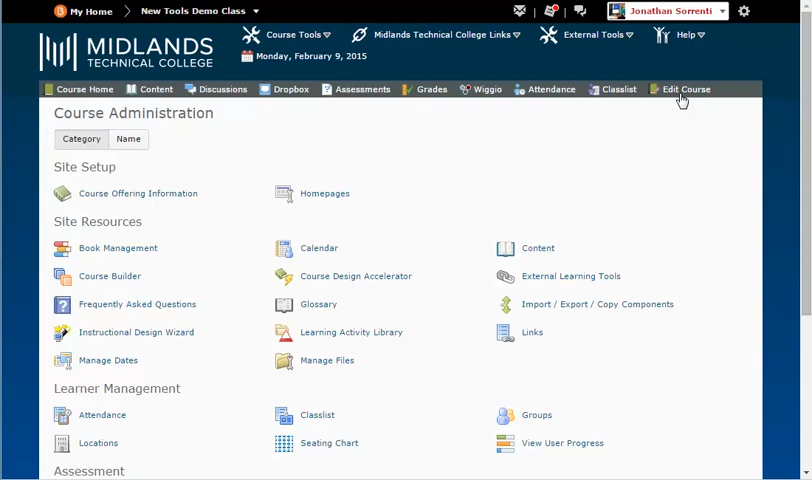 My Home New Tools Demo Class Jonathan Sorrenti
MIDLANDS
TECHNICAL COLLEGE
Course Tools Midlands Technical College Links External Tools Help
Monday, February 9, 2015
Course Home Content Discussions Dropbox Assessments Grades Wiggio Attendance Classlist Edit Course
Course Administration
Category Name
Site Setup
Course Offering Information Homepages
Site Resources
Book Management Calendar Content
Course Builder Course Design Accelerator External Learning Tools
Frequently Asked Questions Glossary Import / Export / Copy Components
Instructional Design Wizard Learning Activity Library Links
Manage Dates Manage Files
Learner Management
Attendance Classlist Groups
Locations Seating Chart View User Progress
Assessment